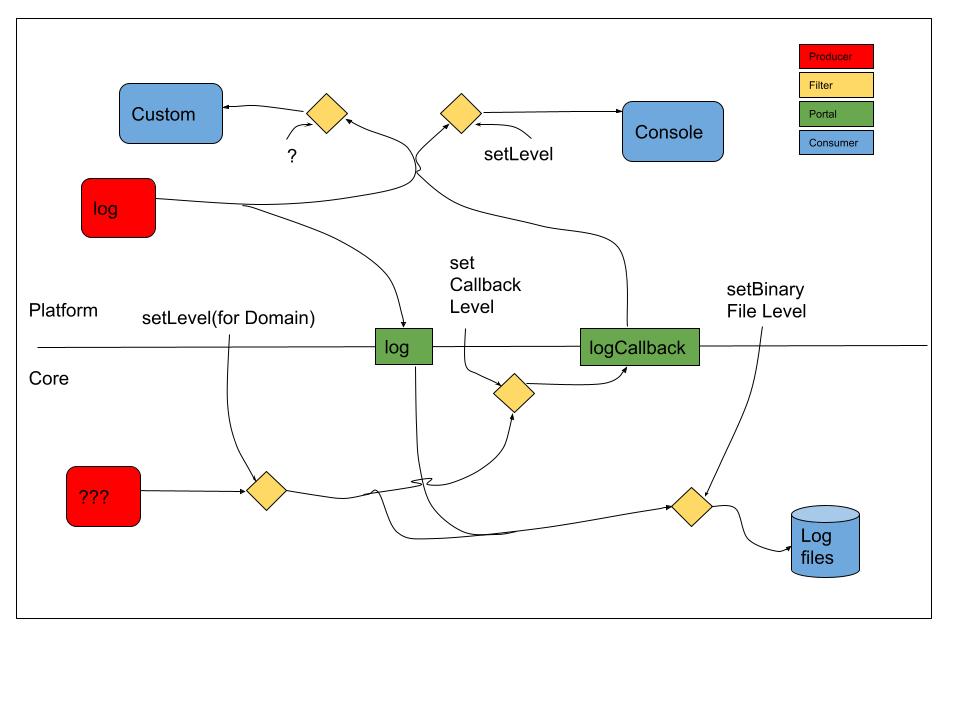 Producer
Filter
Portal
Consumer
Custom
Console
?
setLevel
log
set
Callback
Level
setBinary
File Level
Platform
setLevel(for Domain)
log
logCallback
Core
???
Log
files